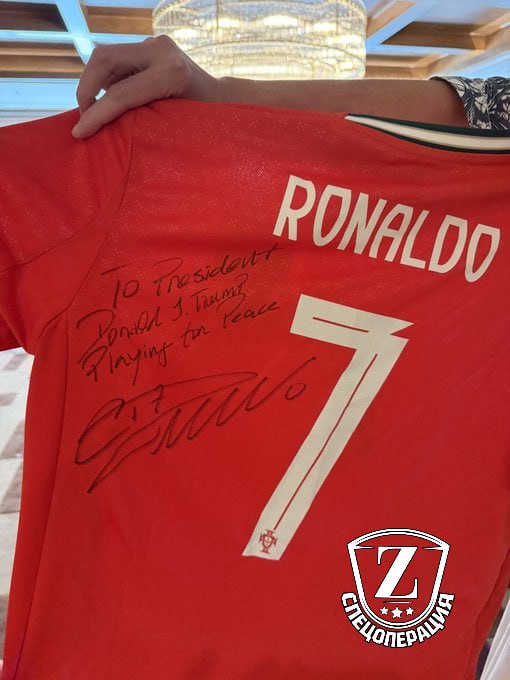 RONALDO
7
To President
Donald J. Trump
Playing for Peace
Z
СПЕЦОПЕРАЦИЯ